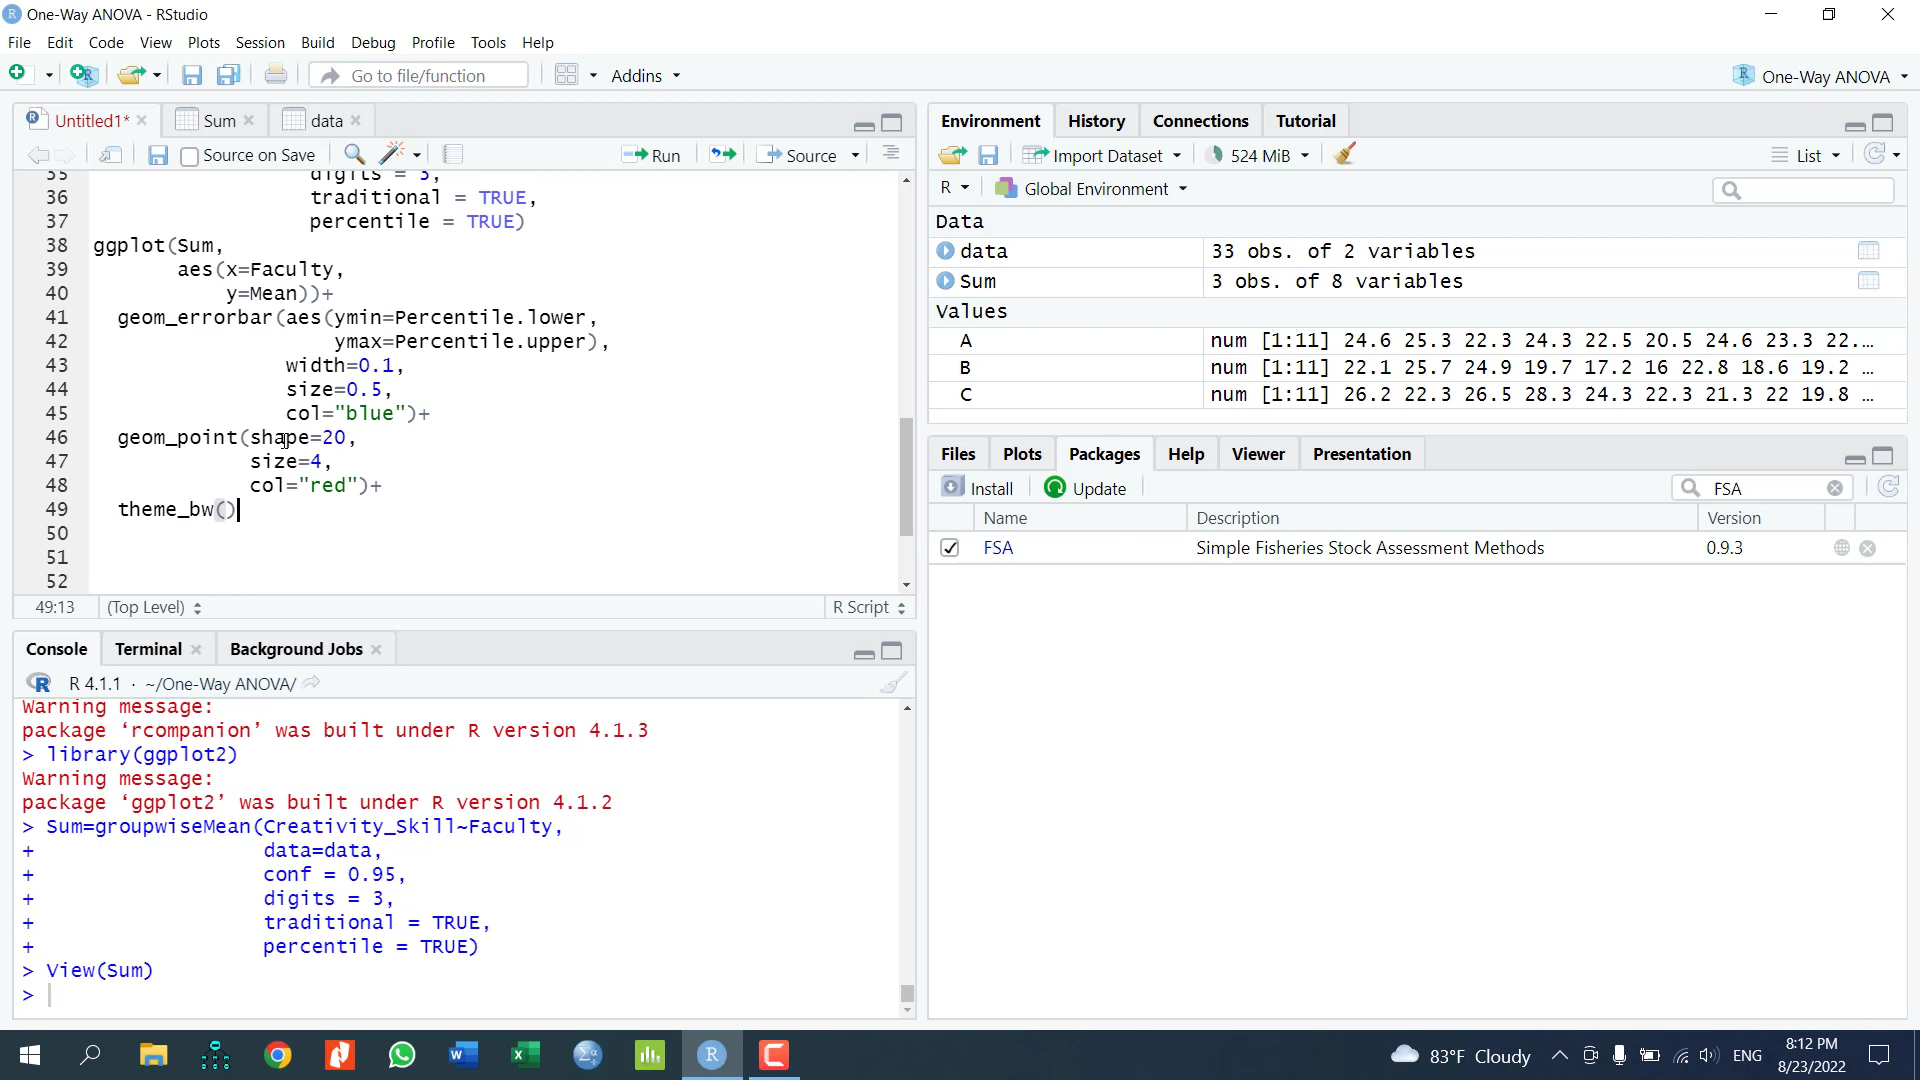 One-Way ANOVA - RStudio
File Edit Code View Plots Session Build Debug Profile Tools Help
Go to file/function Addins One-Way ANOVA
Untitled1* Sum data
Source on Save Run Source
35 digits = 3,
36 traditional = TRUE,
37 percentile = TRUE)
38 ggplot(Sum,
39 aes(x=Faculty,
40 y=Mean))+
41 geom_errorbar(aes(ymin=Percentile.lower,
42 ymax=Percentile.upper),
43 width=0.1,
44 size=0.5,
45 col="blue")+
46 geom_point(shape=20,
47 size=4,
48 col="red")+
49 theme_bw()
50
51
52
49:13 (Top Level) R Script
Console Terminal Background Jobs
R 4.1.1 · ~/One-Way ANOVA/
Warning message:
package ‘rcompanion’ was built under R version 4.1.3
> library(ggplot2)
Warning message:
package ‘ggplot2’ was built under R version 4.1.2
> Sum=groupwiseMean(Creativity_Skill~Faculty,
+ data=data,
+ conf = 0.95,
+ digits = 3,
+ traditional = TRUE,
+ percentile = TRUE)
> View(Sum)
>
Environment History Connections Tutorial
Import Dataset 524 MiB List
R Global Environment
Data
data 33 obs. of 2 variables
Sum 3 obs. of 8 variables
Values
A num [1:11] 24.6 25.3 22.3 24.3 22.5 20.5 24.6 23.3 22.…
B num [1:11] 22.1 25.7 24.9 19.7 17.2 16 22.8 18.6 19.2 …
C num [1:11] 26.2 22.3 26.5 28.3 24.3 22.3 21.3 22 19.8 …
Files Plots Packages Help Viewer Presentation
Install Update FSA
Name Description Version
FSA Simple Fisheries Stock Assessment Methods 0.9.3
83°F Cloudy ENG
8:12 PM
8/23/2022